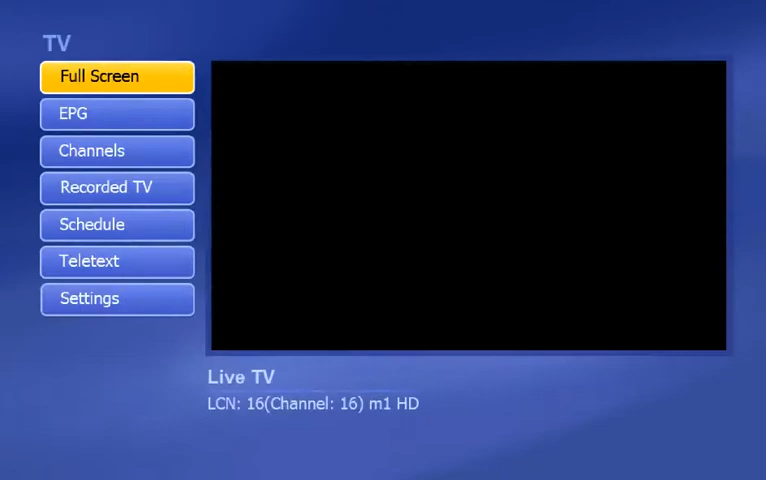 TV
Full Screen
EPG
Channels
Recorded TV
Schedule
Teletext
Settings
Live TV
LCN: 16(Channel: 16) m1 HD